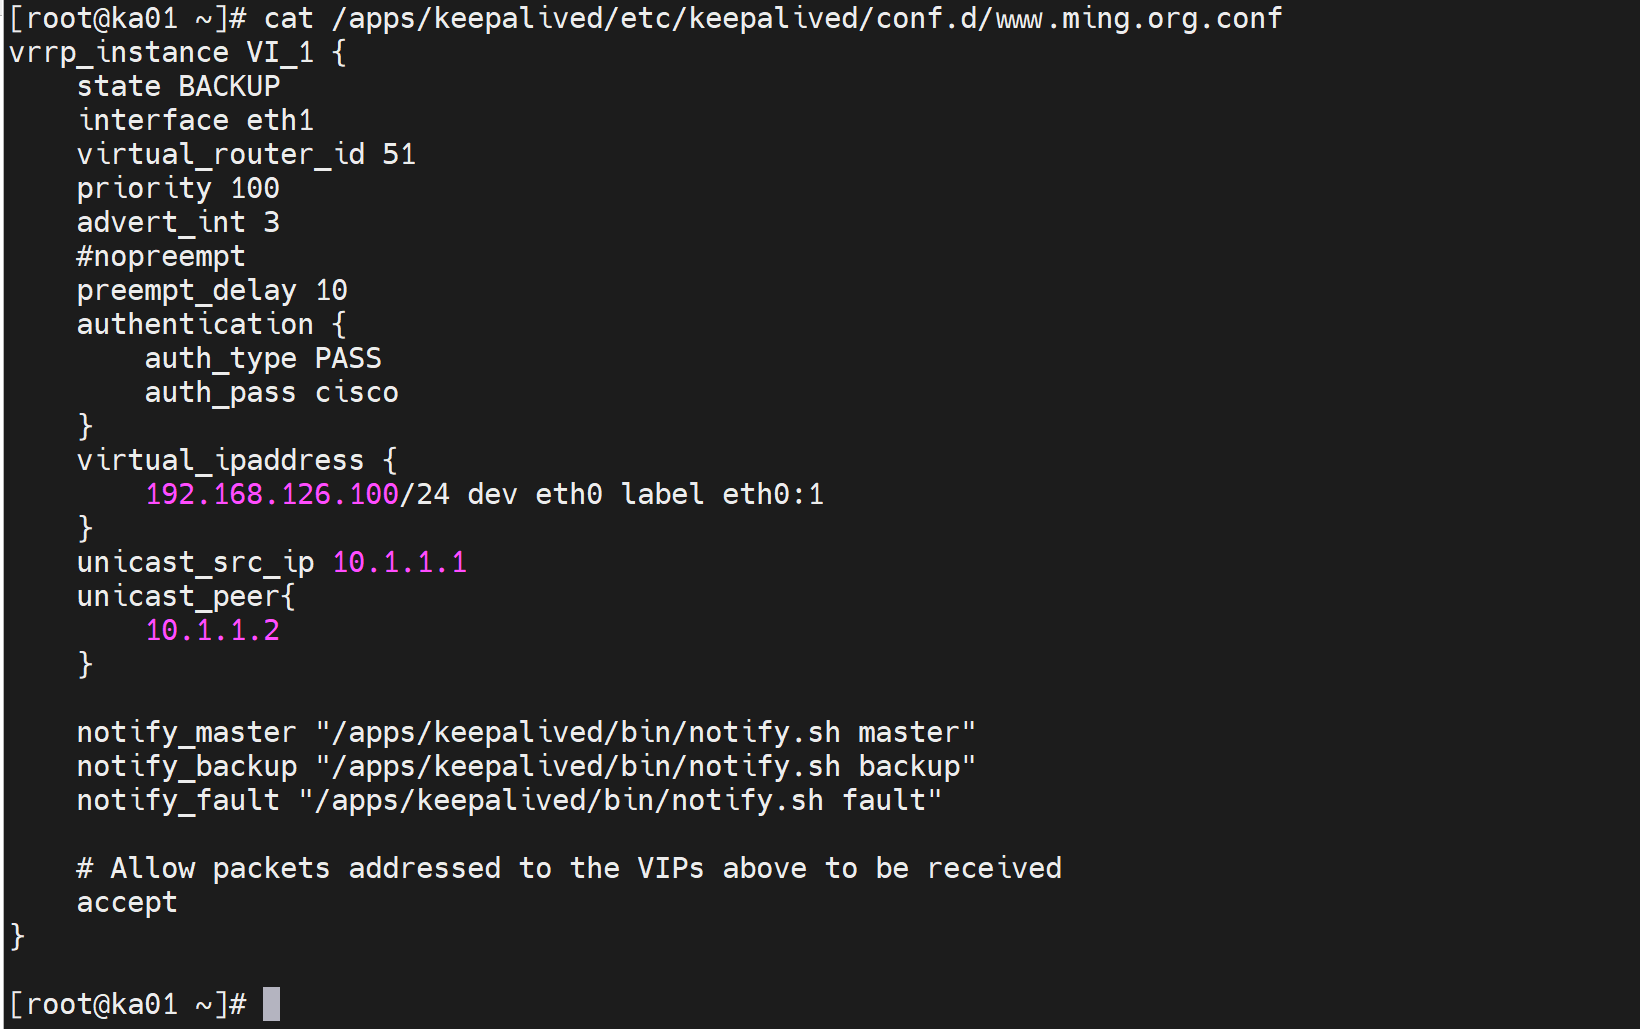 [root@ka01 ~]# cat /apps/keepalived/etc/keepalived/conf.d/www.ming.org.conf
vrrp_instance VI_1 {
    state BACKUP
    interface eth1
    virtual_router_id 51
    priority 100
    advert_int 3
    #nopreempt
    preempt_delay 10
    authentication {
        auth_type PASS
        auth_pass cisco
    }
    virtual_ipaddress {
        192.168.126.100/24 dev eth0 label eth0:1
    }
    unicast_src_ip 10.1.1.1
    unicast_peer{
        10.1.1.2
    }

    notify_master "/apps/keepalived/bin/notify.sh master"
    notify_backup "/apps/keepalived/bin/notify.sh backup"
    notify_fault "/apps/keepalived/bin/notify.sh fault"

    # Allow packets addressed to the VIPs above to be received
    accept
}

[root@ka01 ~]#